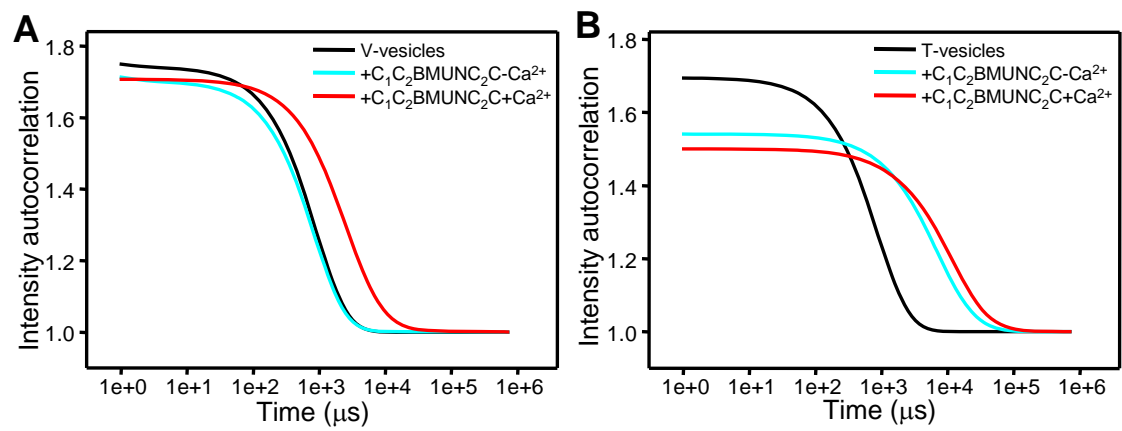 A
V-vesicles
+C₁C₂BMUNC₂C-Ca²⁺
+C₁C₂BMUNC₂C+Ca²⁺
Intensity autocorrelation
1.8
1.6
1.4
1.2
1.0
1e+0 1e+1 1e+2 1e+3 1e+4 1e+5 1e+6
Time (μs)
B
T-vesicles
+C₁C₂BMUNC₂C-Ca²⁺
+C₁C₂BMUNC₂C+Ca²⁺
Intensity autocorrelation
1.8
1.6
1.4
1.2
1.0
1e+0 1e+1 1e+2 1e+3 1e+4 1e+5 1e+6
Time (μs)